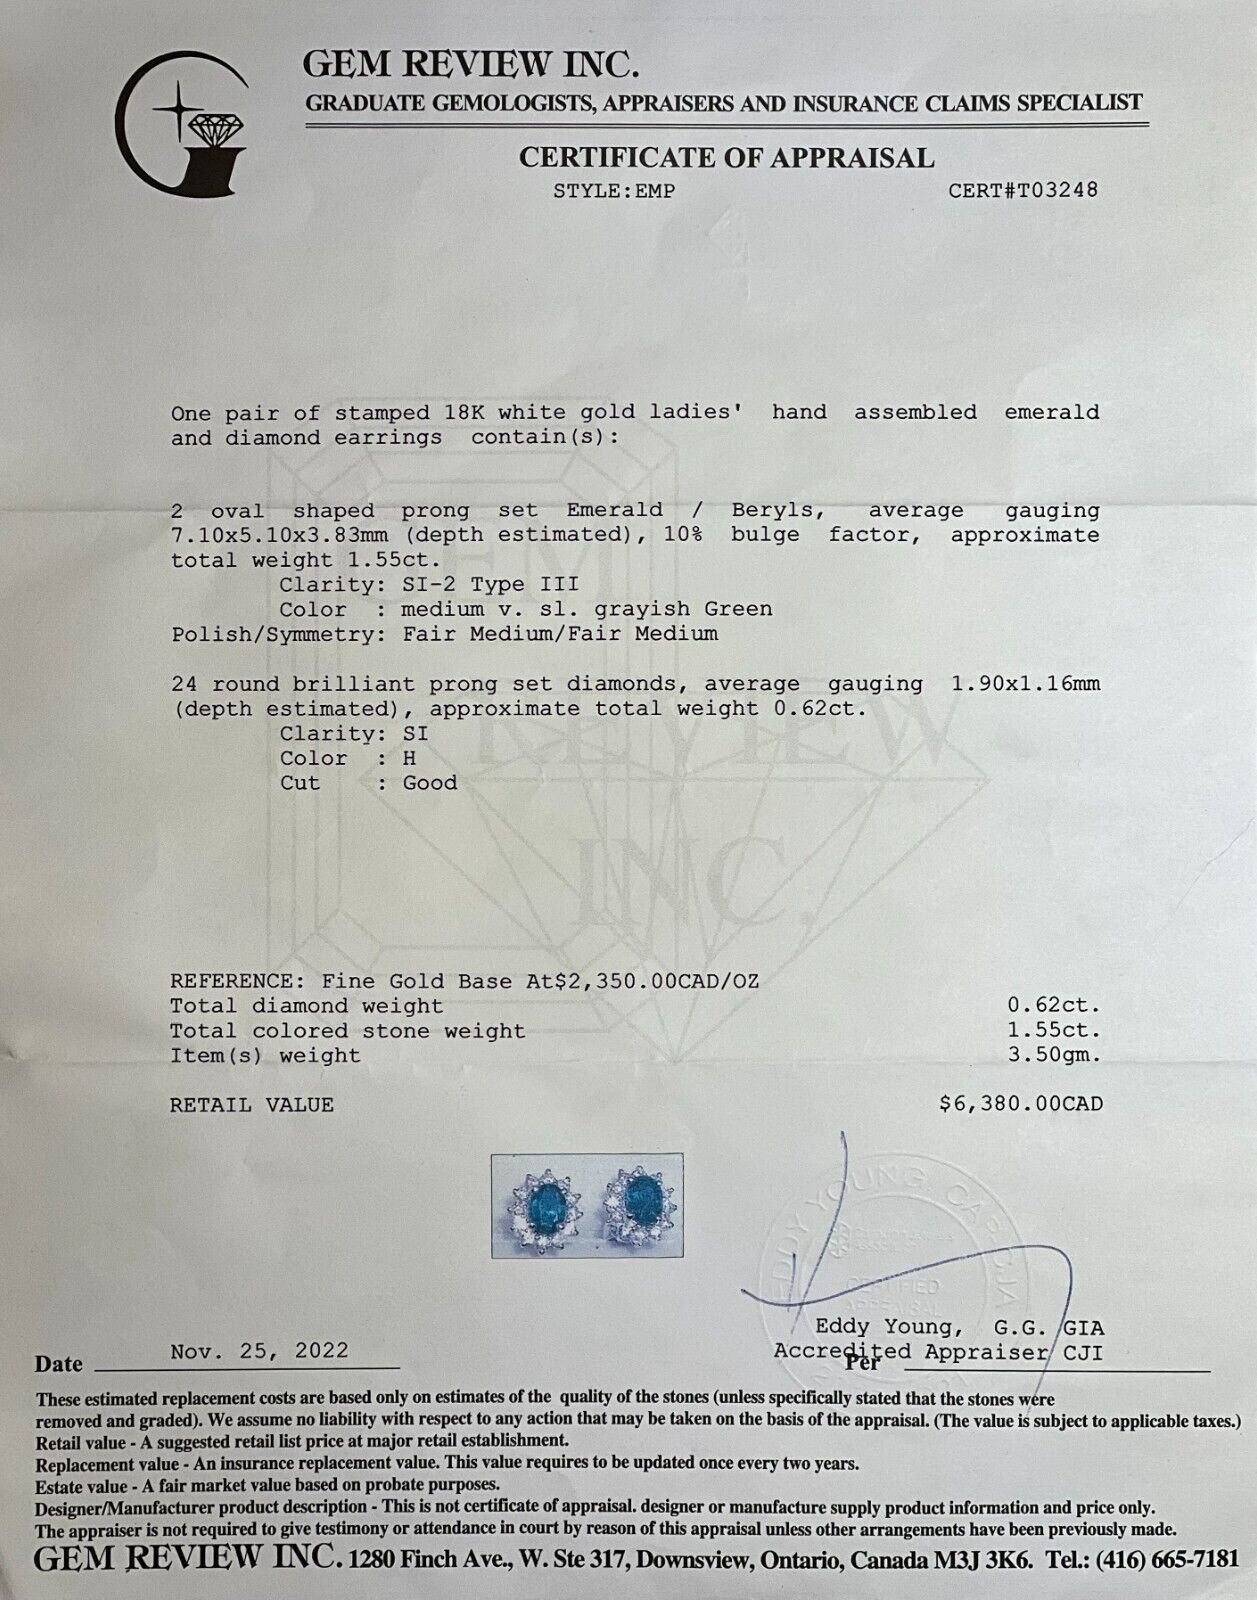 GEM REVIEW INC.
GRADUATE GEMOLOGISTS, APPRAISERS AND INSURANCE CLAIMS SPECIALIST
CERTIFICATE OF APPRAISAL
STYLE:EMP CERT#T03248
One pair of stamped 18K white gold ladies' hand assembled emerald
and diamond earrings contain(s):
2 oval shaped prong set Emerald / Beryls, average gauging
7.10x5.10x3.83mm (depth estimated), 10% bulge factor, approximate
total weight 1.55ct.
Clarity: SI-2 Type III
Color : medium v. sl. grayish Green
Polish/Symmetry: Fair Medium/Fair Medium
24 round brilliant prong set diamonds, average gauging 1.90x1.16mm
(depth estimated), approximate total weight 0.62ct.
Clarity: SI
Color : H
Cut : Good
GEM
REVIEW
INC.
REFERENCE: Fine Gold Base At$2,350.00CAD/OZ
Total diamond weight 0.62ct.
Total colored stone weight 1.55ct.
Item(s) weight 3.50gm.
RETAIL VALUE $6,380.00CAD
EDDY YOUNG, CAP CJA
CERTIFIED
APPRAISAL
Eddy Young, G.G. GIA
Accredited Appraiser CJI
Date Nov. 25, 2022 Per
These estimated replacement costs are based only on estimates of the quality of the stones (unless specifically stated that the stones were
removed and graded). We assume no liability with respect to any action that may be taken on the basis of the appraisal. (The value is subject to applicable taxes.)
Retail value - A suggested retail list price at major retail establishment.
Replacement value - An insurance replacement value. This value requires to be updated once every two years.
Estate value - A fair market value based on probate purposes.
Designer/Manufacturer product description - This is not certificate of appraisal. designer or manufacture supply product information and price only.
The appraiser is not required to give testimony or attendance in court by reason of this appraisal unless other arrangements have been previously made.
GEM REVIEW INC. 1280 Finch Ave., W. Ste 317, Downsview, Ontario, Canada M3J 3K6. Tel.: (416) 665-7181